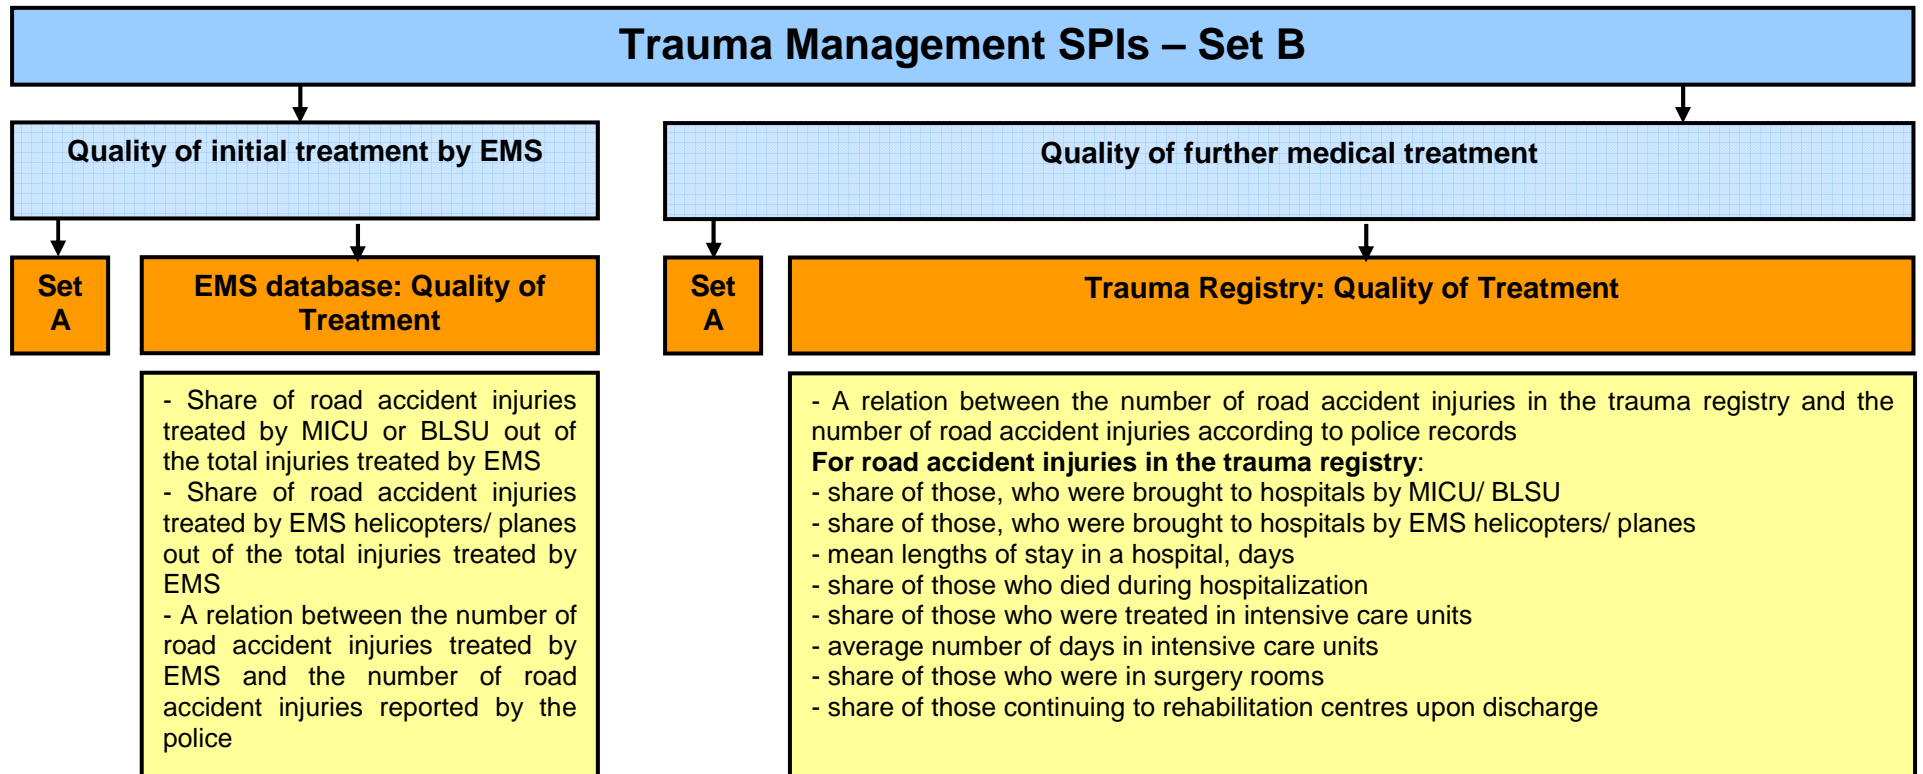 Trauma Management SPIs – Set B
Quality of initial treatment by EMS
Quality of further medical treatment
Set
A
EMS database: Quality of
Treatment
Set
A
Trauma Registry: Quality of Treatment
- Share of road accident injuries
treated by MICU or BLSU out of
the total injuries treated by EMS
- Share of road accident injuries
treated by EMS helicopters/ planes
out of the total injuries treated by
EMS
- A relation between the number of
road accident injuries treated by
EMS and the number of road
accident injuries reported by the
police
- A relation between the number of road accident injuries in the trauma registry and the
number of road accident injuries according to police records
For road accident injuries in the trauma registry:
- share of those, who were brought to hospitals by MICU/ BLSU
- share of those, who were brought to hospitals by EMS helicopters/ planes
- mean lengths of stay in a hospital, days
- share of those who died during hospitalization
- share of those who were treated in intensive care units
- average number of days in intensive care units
- share of those who were in surgery rooms
- share of those continuing to rehabilitation centres upon discharge